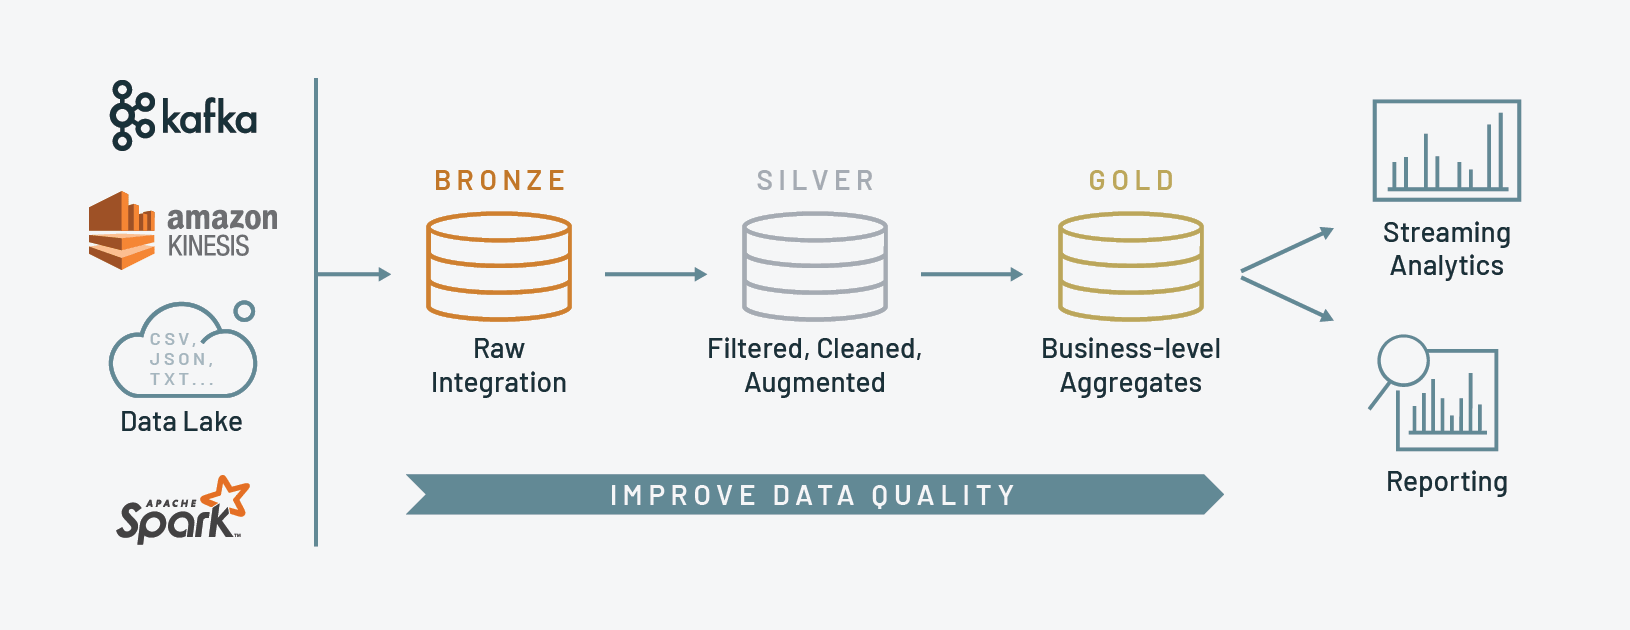 kafka
amazon
KINESIS
CSV,
JSON,
TXT...
Data Lake
APACHE
Spark™
BRONZE
Raw
Integration
SILVER
Filtered, Cleaned,
Augmented
GOLD
Business-level
Aggregates
IMPROVE DATA QUALITY
Streaming
Analytics
Reporting